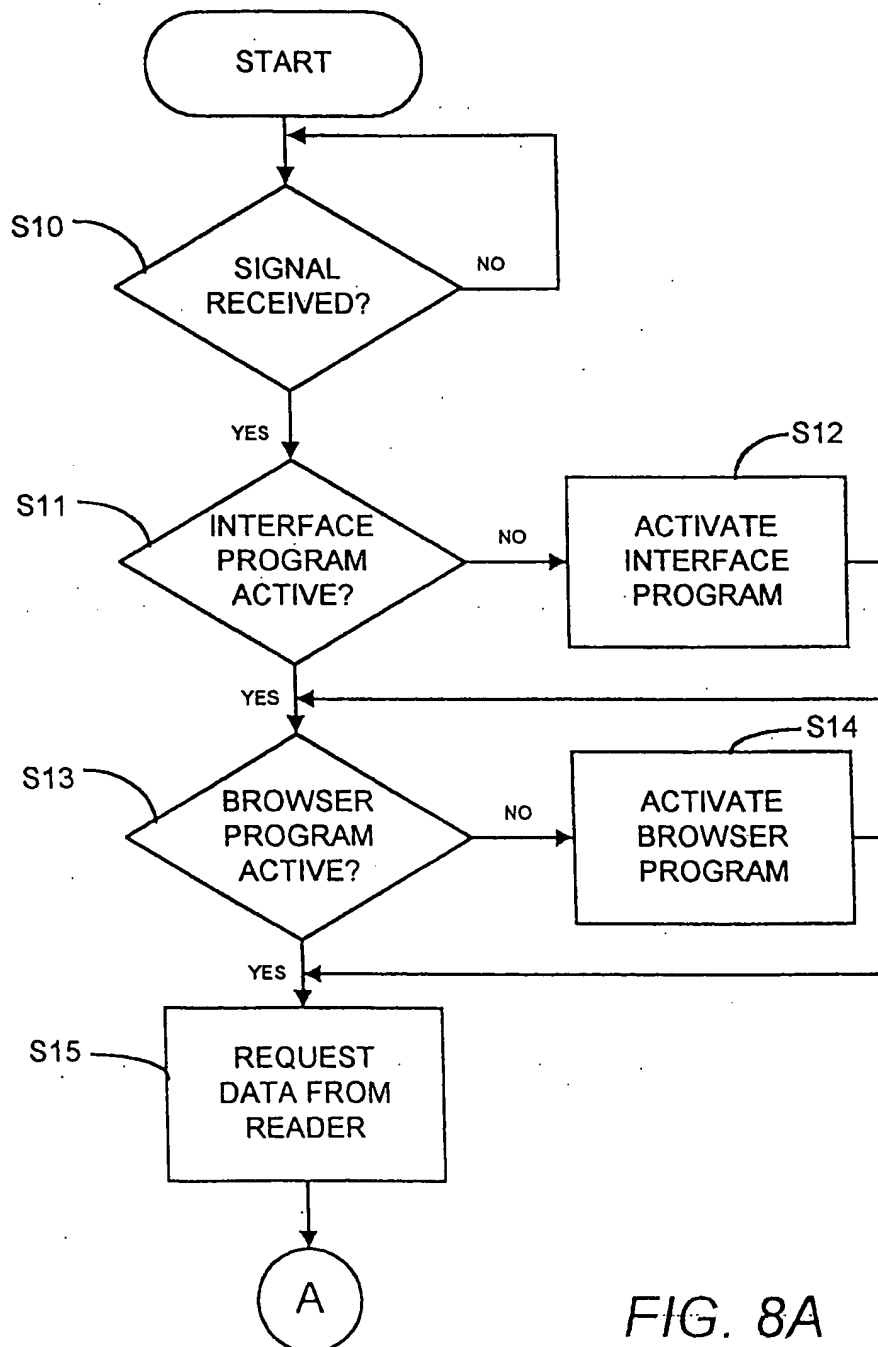 START
S10
SIGNAL
RECEIVED?
NO
YES
S11
INTERFACE
PROGRAM
ACTIVE?
NO
S12
ACTIVATE
INTERFACE
PROGRAM
YES
S13
BROWSER
PROGRAM
ACTIVE?
NO
S14
ACTIVATE
BROWSER
PROGRAM
YES
S15
REQUEST
DATA FROM
READER
A
FIG. 8A